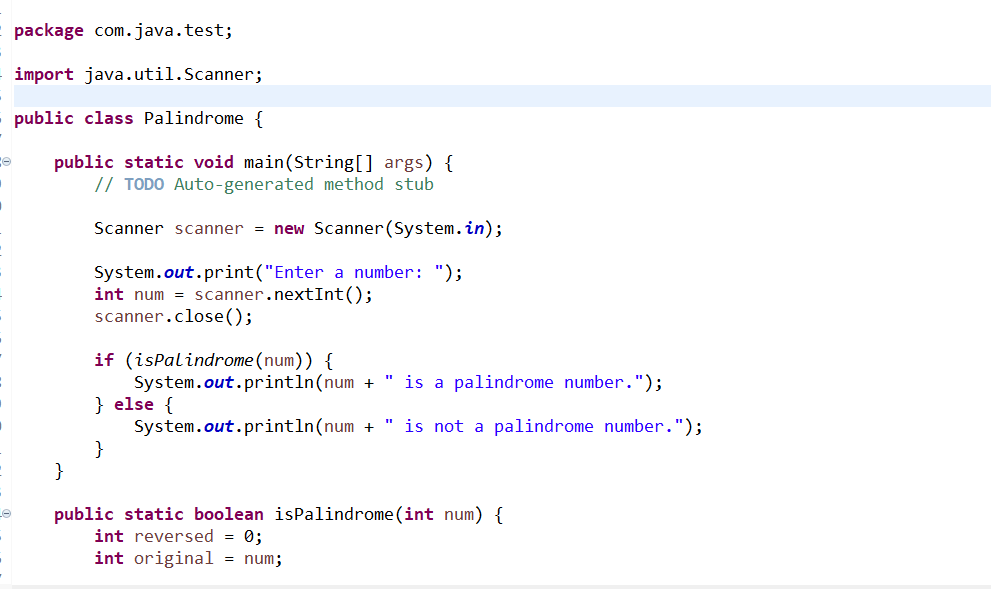 package com.java.test;
import java.util.Scanner;
public class Palindrome {
public static void main(String[] args) {
// TODO Auto-generated method stub
Scanner scanner = new Scanner(System.in);
System.out.print("Enter a number: ");
int num = scanner.nextInt();
scanner.close();
if (isPalindrome(num)) {
System.out.println(num + " is a palindrome number.");
} else {
System.out.println(num + " is not a palindrome number.");
}
}
public static boolean isPalindrome(int num) {
int reversed = 0;
int original = num;